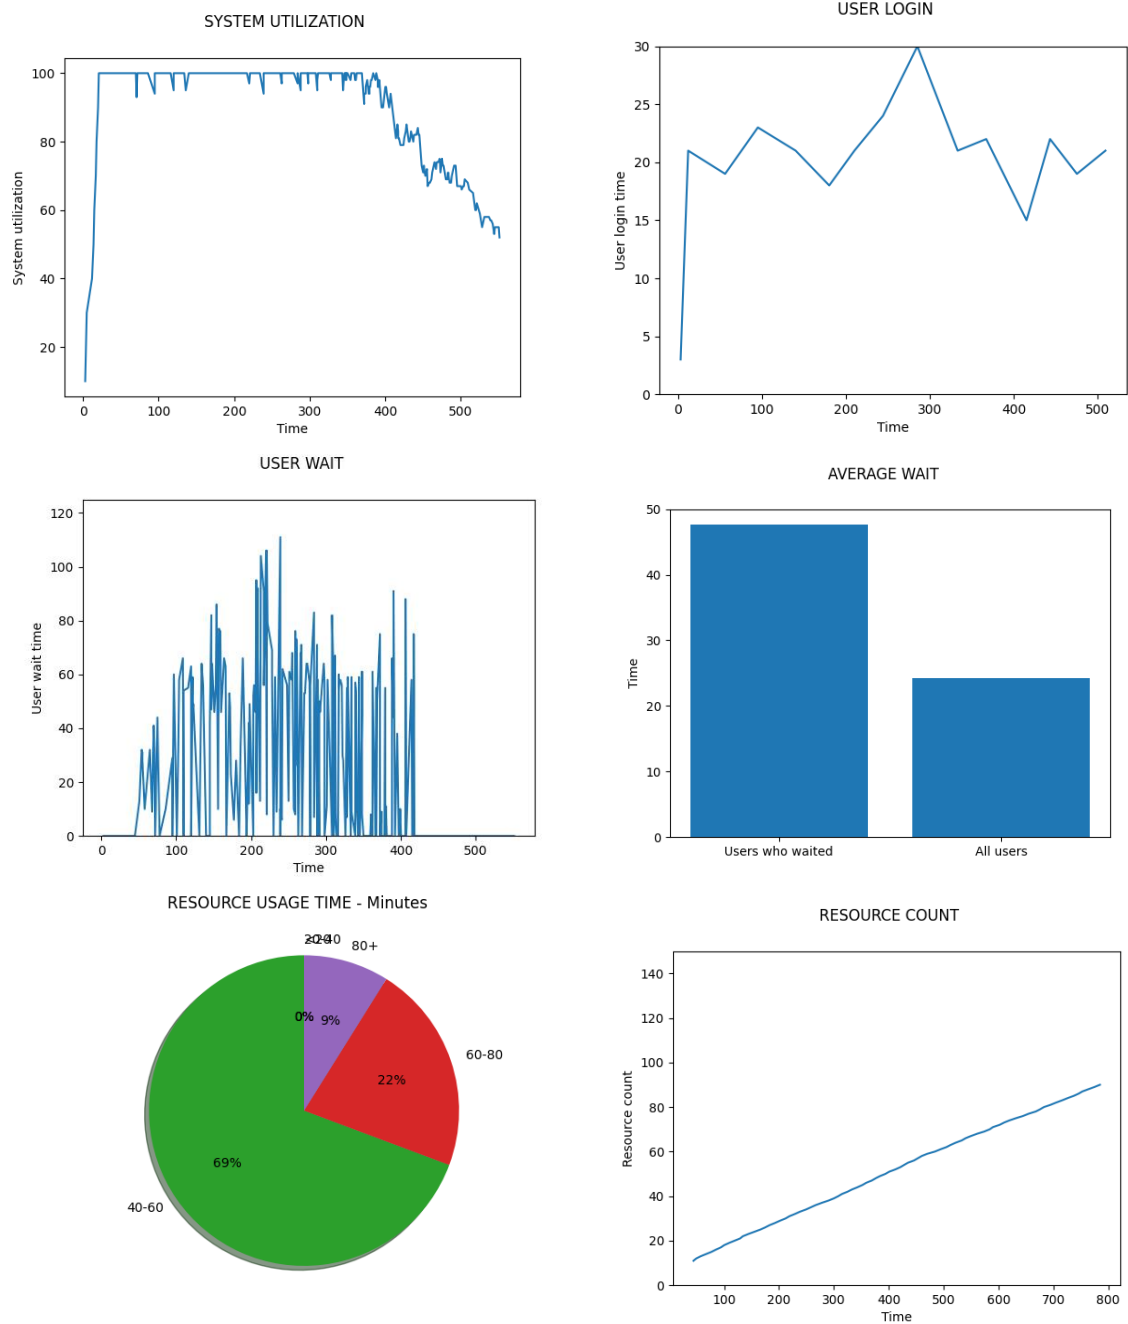 SYSTEM UTILIZATION
100
80
60
40
20
System utilization
0 100 200 300 400 500
Time
USER LOGIN
30
25
20
15
10
5
0
User login time
0 100 200 300 400 500
Time
USER WAIT
120
100
80
60
40
20
0
User wait time
0 100 200 300 400 500
Time
AVERAGE WAIT
50
40
30
20
10
0
Time
Users who waited All users
RESOURCE USAGE TIME - Minutes
80+
0% 9%
60-80
22%
69%
40-60
RESOURCE COUNT
140
120
100
80
60
40
20
0
Resource count
100 200 300 400 500 600 700 800
Time